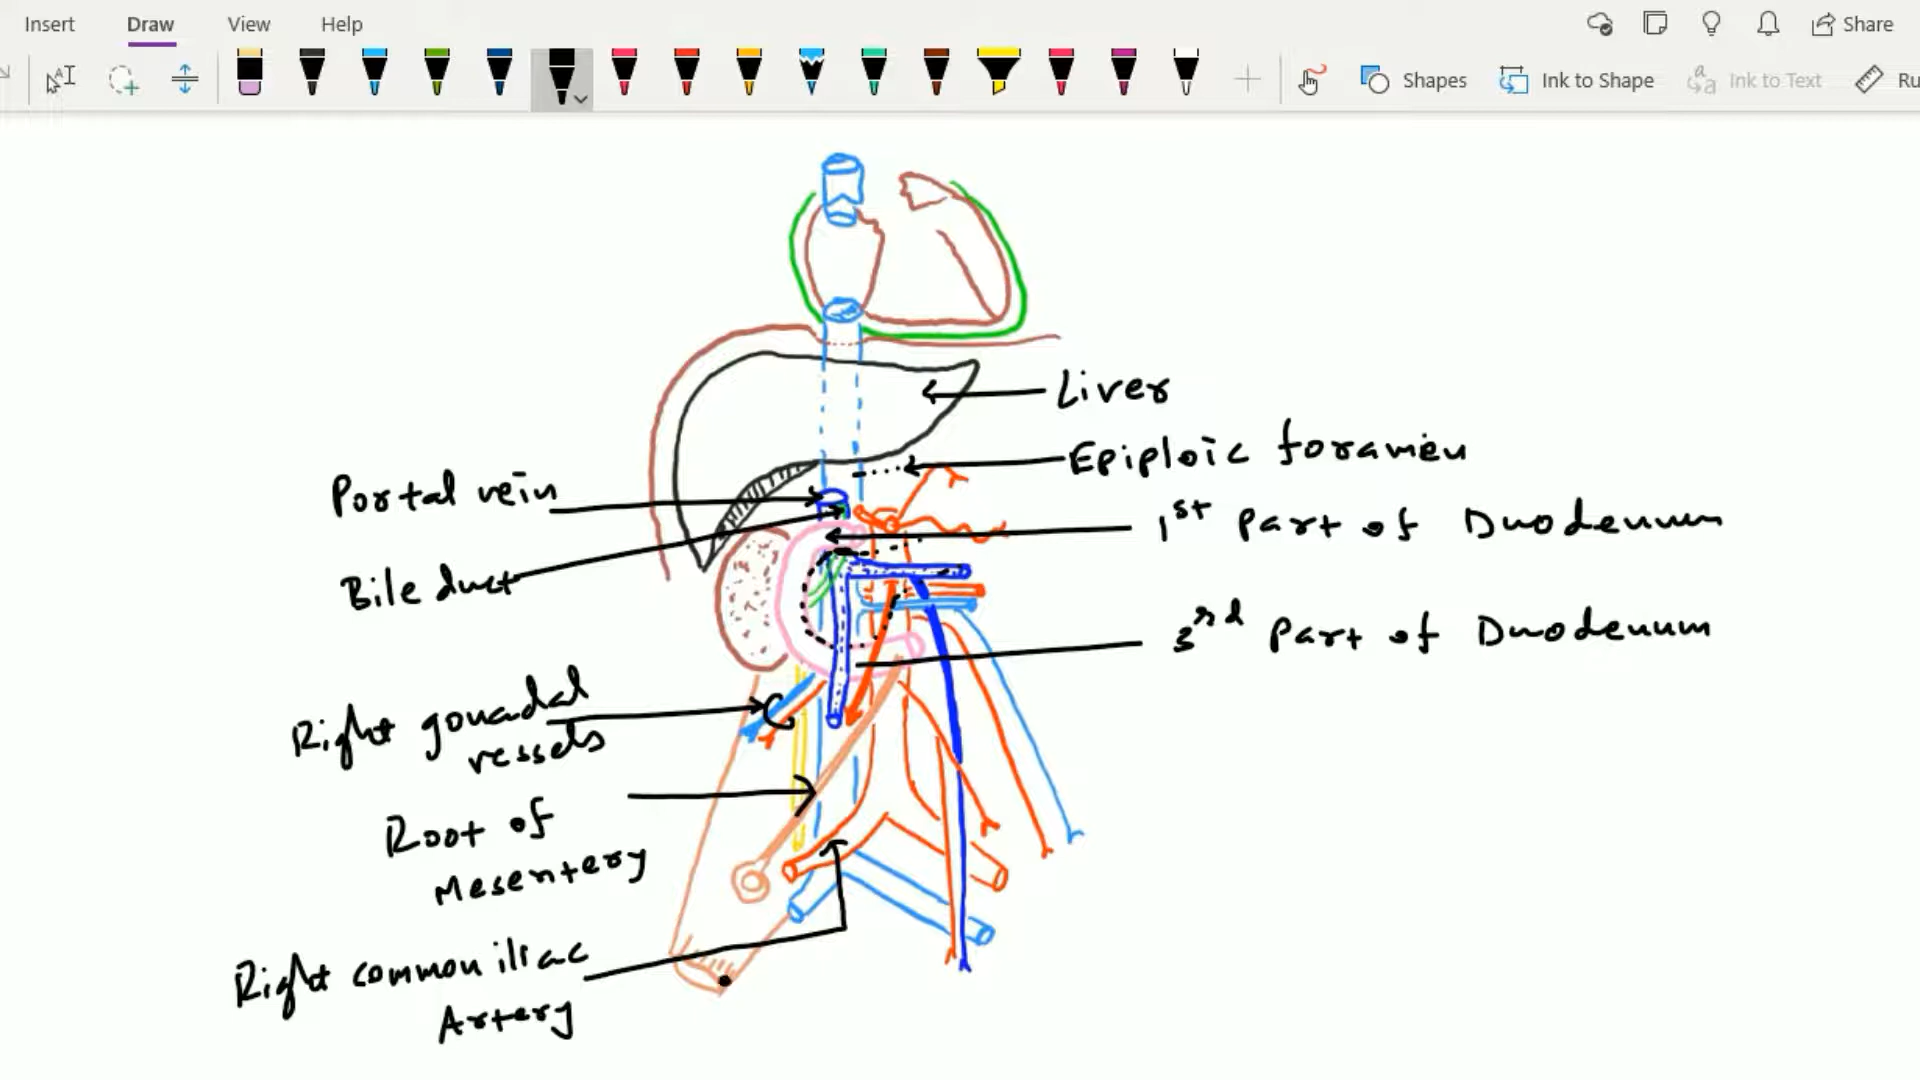 Insert Draw View Help Share
Shapes Ink to Shape Ink to Text Ru
Liver
Epiploic foramen
Portal vein
1st Part of Duodenum
Bile duct
3rd Part of Duodenum
Right gonadal
vessels
Root of
Mesentery
Right common iliac
Artery